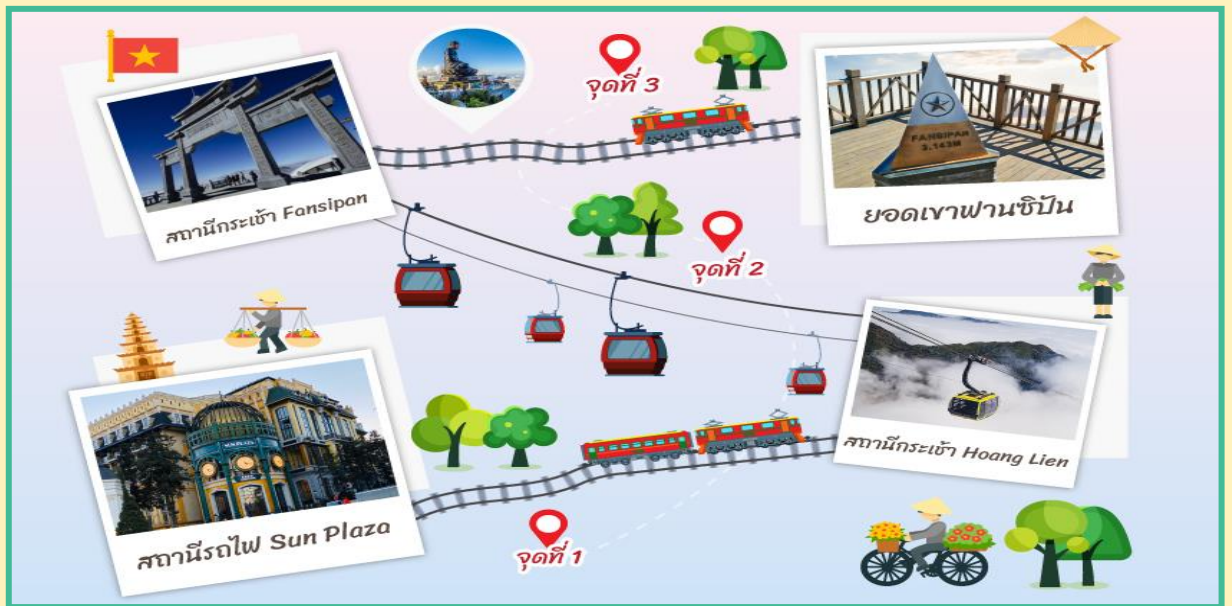 จุดที่ 3
FANSIPAN
3.143M
สถานีกระเช้า Fansipan
ยอดเขาฟานซิปัน
จุดที่ 2
SUN PLAZA
สถานีกระเช้า Hoang Lien
สถานีรถไฟ Sun Plaza
จุดที่ 1